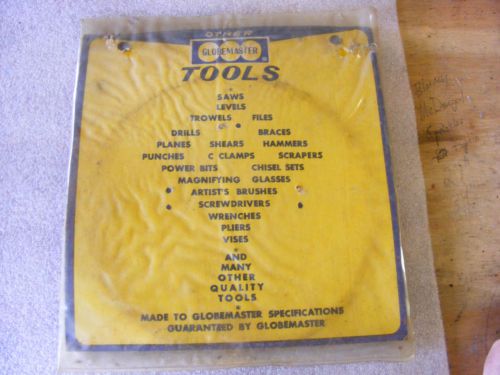 OTHER
GLOBEMASTER
TOOLS
SAWS
LEVELS
TROWELS FILES
DRILLS BRACES
PLANES SHEARS HAMMERS
PUNCHES C CLAMPS SCRAPERS
POWER BITS CHISEL SETS
MAGNIFYING GLASSES
ARTIST'S BRUSHES
SCREWDRIVERS
WRENCHES
PLIERS
VISES
AND
MANY
OTHER
QUALITY
TOOLS
MADE TO GLOBEMASTER SPECIFICATIONS
GUARANTEED BY GLOBEMASTER